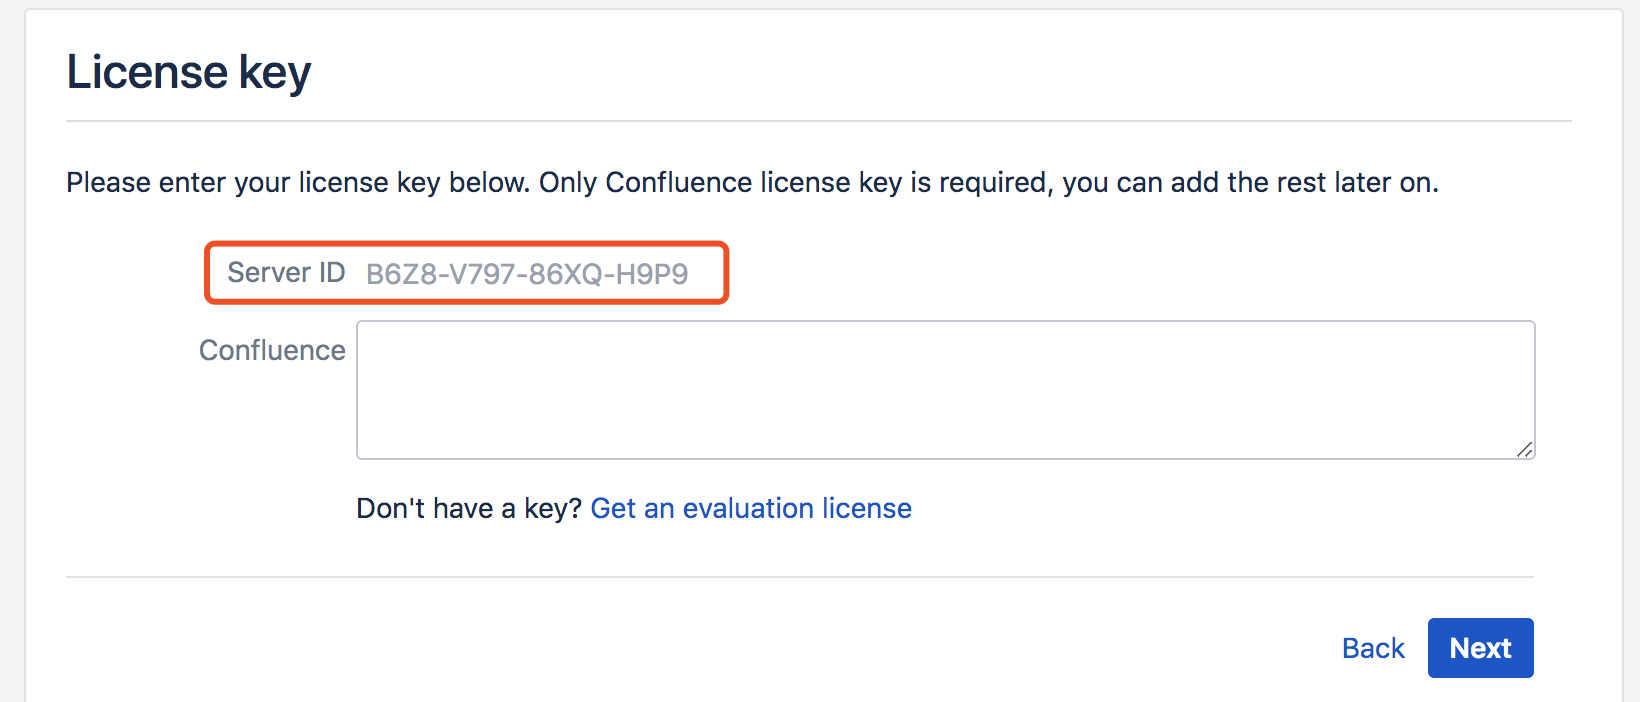 License key
Please enter your license key below. Only Confluence license key is required, you can add the rest later on.
Server ID B6Z8-V797-86XQ-H9P9
Confluence
Don't have a key? Get an evaluation license
Back Next